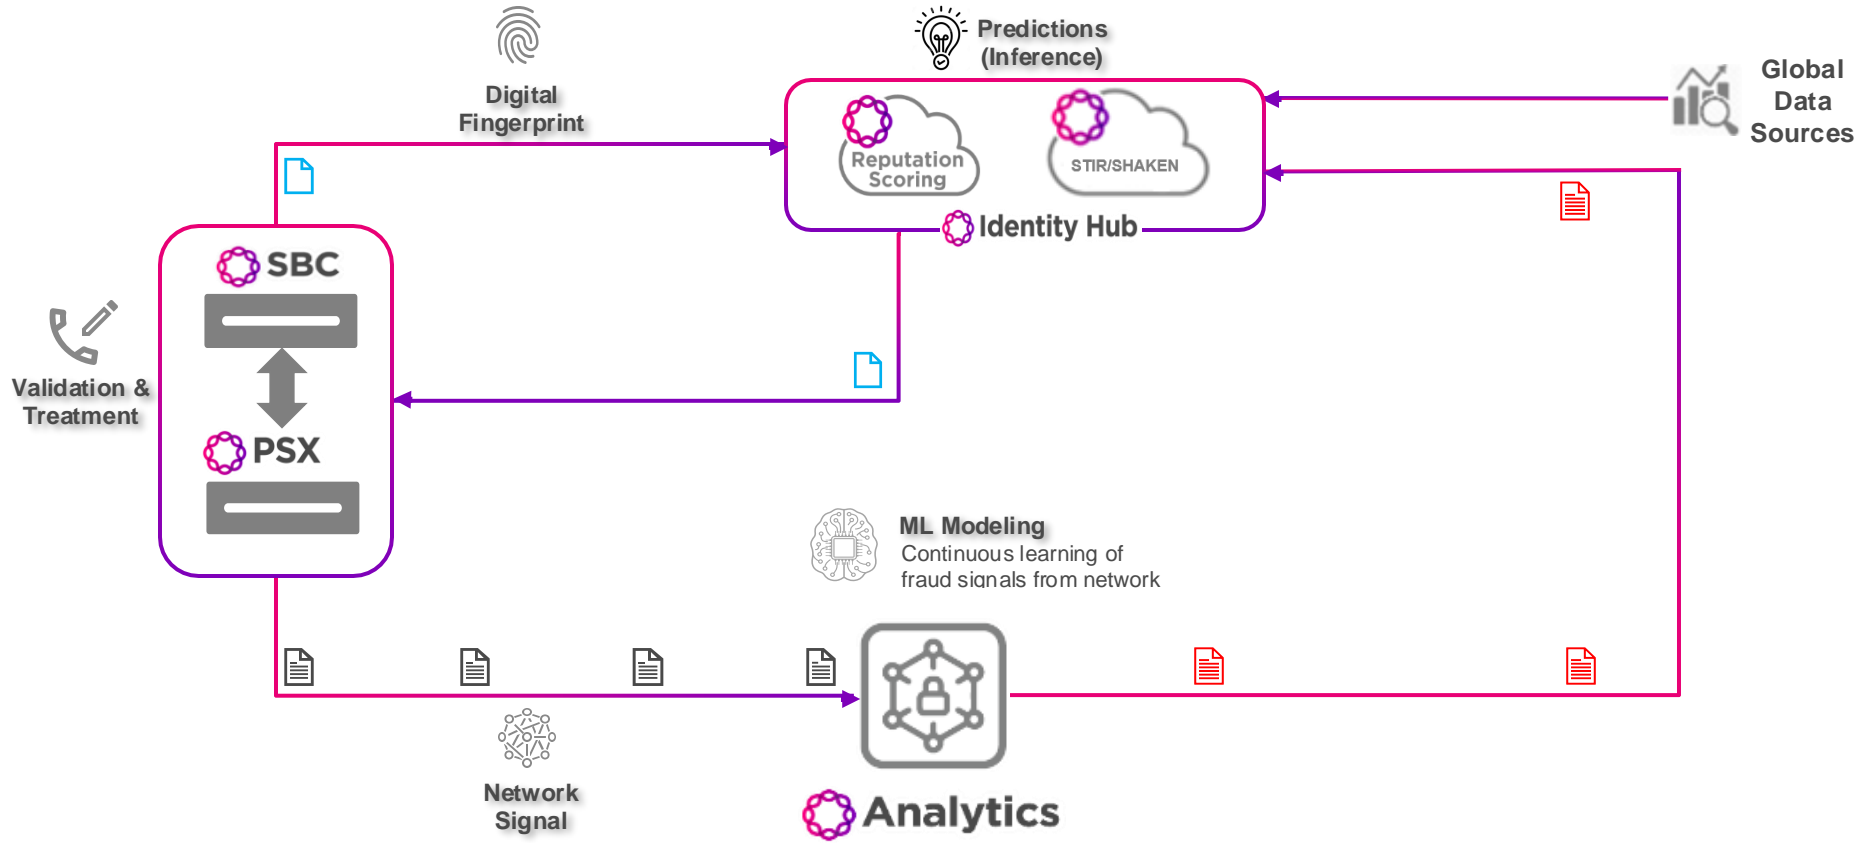 Digital
Fingerprint
Predictions
(Inference)
Global
Data
Sources
Reputation
Scoring
STIR/SHAKEN
Identity Hub
SBC
Validation &
Treatment
PSX
ML Modeling
Continuous learning of
fraud signals from network
Network
Signal
Analytics